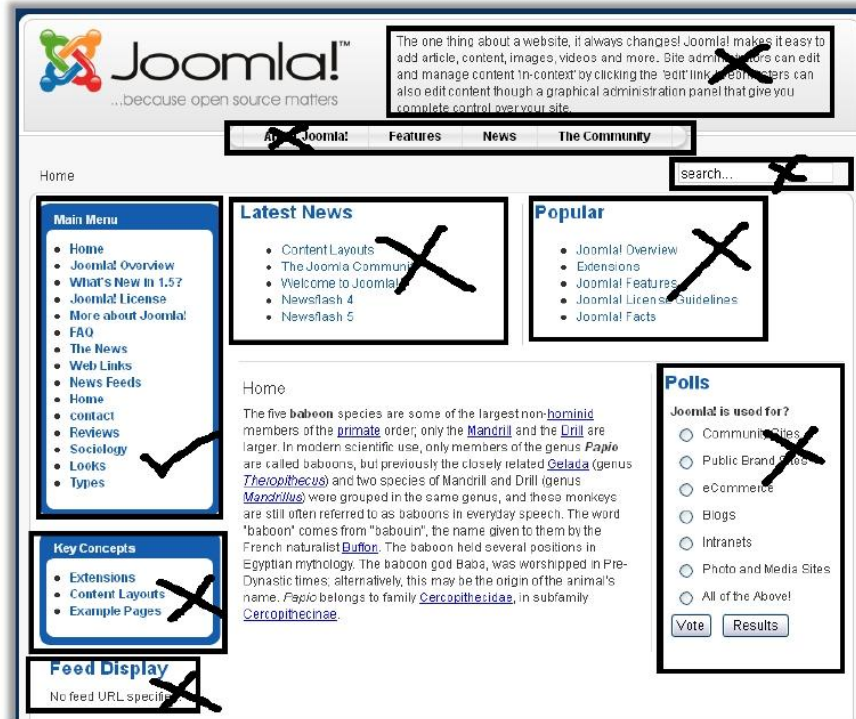 Joomla!™
...because open source matters
The one thing about a website, it always changes! Joomla! makes it easy to
add article, content, images, videos and more. Site administrators can edit
and manage content 'in-context' by clicking the 'edit' link. Webmasters can
also edit content though a graphical administration panel that give you
complete control over your site.
About Joomla! Features News The Community
Home
search...
Main Menu
Home
Joomla! Overview
What's New in 1.5?
Joomla! License
More about Joomla!
FAQ
The News
Web Links
News Feeds
Home
contact
Reviews
Sociology
Looks
Types
Latest News
Content Layouts
The Joomla Community
Welcome to Joomla!
Newsflash 4
Newsflash 5
Popular
Joomla! Overview
Extensions
Joomla! Features
Joomla! License Guidelines
Joomla! Facts
Home
The five baboon species are some of the largest non-hominid
members of the primate order; only the Mandrill and the Drill are
larger. In modern scientific use, only members of the genus Papio
are called baboons, but previously the closely related Gelada (genus
Theropithecus) and two species of Mandrill and Drill (genus
Mandrillus) were grouped in the same genus, and these monkeys
are still often referred to as baboons in everyday speech. The word
"baboon" comes from "babouin", the name given to them by the
French naturalist Buffon. The baboon held several positions in
Egyptian mythology. The baboon god Baba, was worshipped in Pre-
Dynastic times; alternatively, this may be the origin of the animal's
name. Papio belongs to family Cercopithecidae, in subfamily
Cercopithecinae.
Polls
Joomla! is used for?
Community Sites
Public Brand Sites
eCommerce
Blogs
Intranets
Photo and Media Sites
All of the Above!
Vote Results
Key Concepts
Extensions
Content Layouts
Example Pages
Feed Display
No feed URL specified.